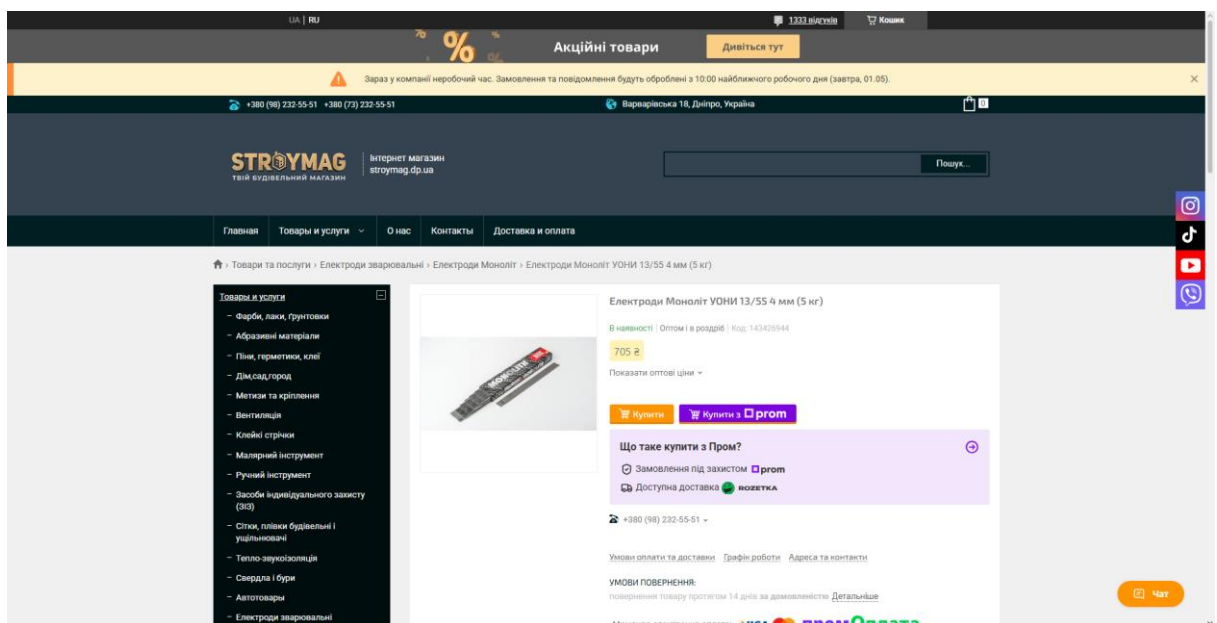 UA | RU
1333 відгуків
Кошик
%
Акційні товари
Дивіться тут
Зараз у компанії неробочий час. Замовлення та повідомлення будуть оброблені з 10:00 найближчого робочого дня (завтра, 01.05).
+380 (98) 232-55-51 +380 (73) 232-55-51
Варварівська 18, Дніпро, Україна
0
STROYMAG
ТВІЙ БУДІВЕЛЬНИЙ МАГАЗИН
Інтернет магазин
stroymag.dp.ua
Пошук...
Главная
Товары и услуги
О нас
Контакты
Доставка и оплата
› Товари та послуги › Електроди зварювальні › Електроди Моноліт › Електроди Моноліт УОНИ 13/55 4 мм (5 кг)
Товары и услуги
– Фарби, лаки, ґрунтовки
– Абразивні матеріали
– Піни, герметики, клеї
– Дім,сад,город
– Метизи та кріплення
– Вентиляція
– Клейкі стрічки
– Малярний інструмент
– Ручний інструмент
– Засоби індивідуального захисту
(ЗІЗ)
– Сітки, плівки будівельні і
ущільнювачі
– Тепло-звукоізоляція
– Свердла і бури
– Автотовары
– Електроди зварювальні
MONOLITH
Електроди Моноліт УОНИ 13/55 4 мм (5 кг)
В наявності | Оптом і в роздріб | Код: 143426944
705 ₴
Показати оптові ціни
Купити
Купити з prom
Що таке купити з Пром?
Замовлення під захистом prom
Доступна доставка ROZETKA
+380 (98) 232-55-51
Умови оплати та доставки Графік роботи Адреса та контакти
УМОВИ ПОВЕРНЕННЯ:
повернення товару протягом 14 днів за домовленістю Детальніше
Чат